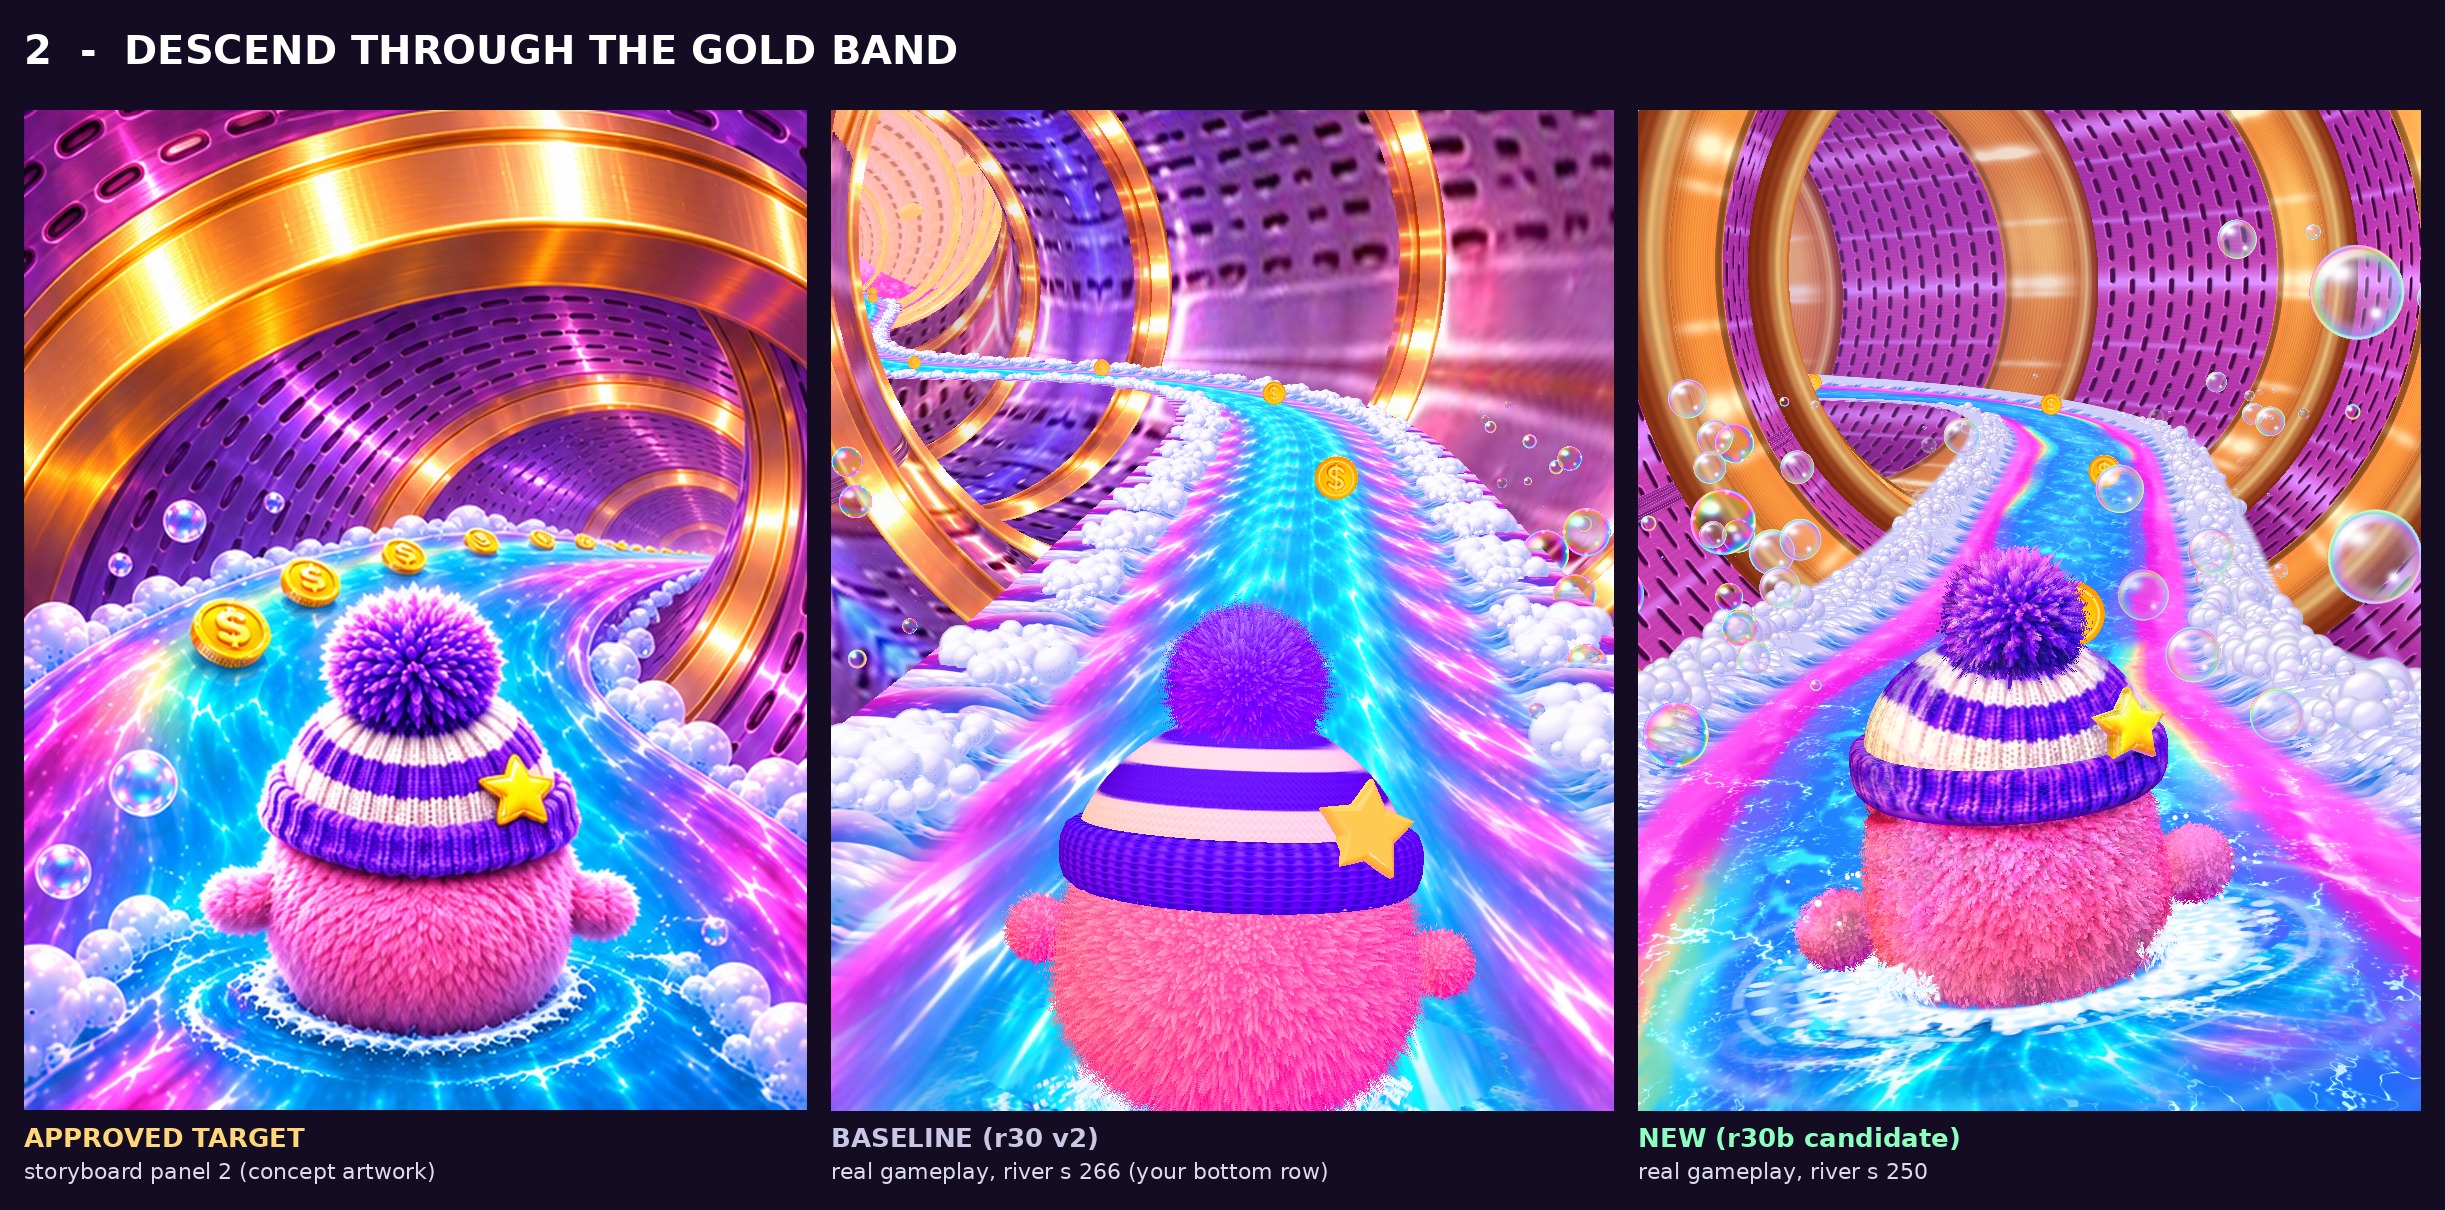 2 - DESCEND THROUGH THE GOLD BAND
$
$
$
$
APPROVED TARGET
storyboard panel 2 (concept artwork)
BASELINE (r30 v2)
real gameplay, river s 266 (your bottom row)
NEW (r30b candidate)
real gameplay, river s 250